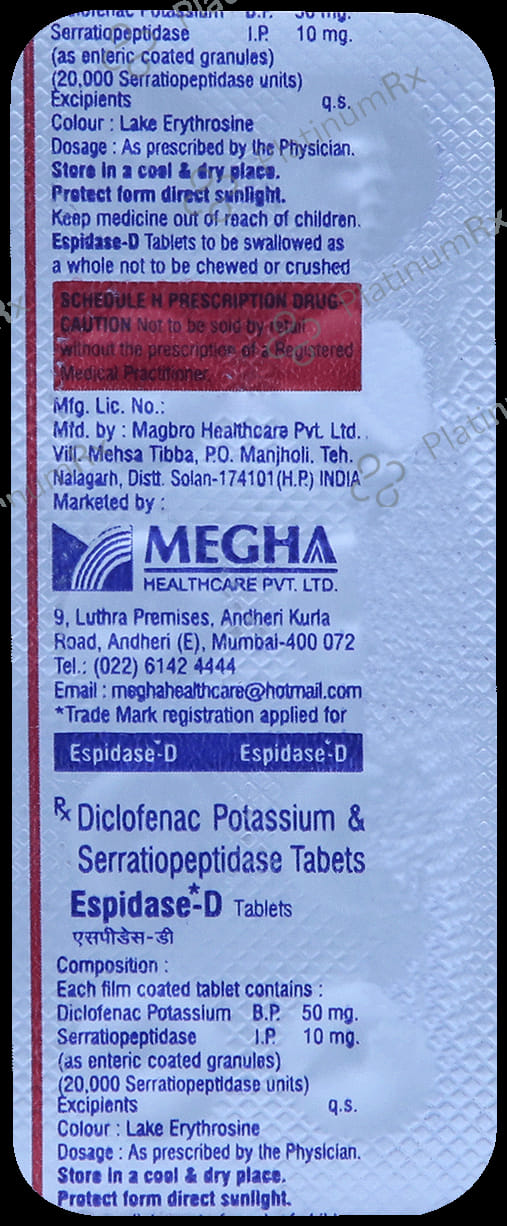 Diclofenac Potassium B.P. 50 mg.
Serratiopeptidase I.P. 10 mg.
(as enteric coated granules)
(20,000 Serratiopeptidase units)
Excipients q.s.
Colour : Lake Erythrosine
Dosage : As prescribed by the Physician.
Store in a cool & dry place.
Protect form direct sunlight.
Keep medicine out of reach of children.
Espidase-D Tablets to be swallowed as
a whole not to be chewed or crushed
SCHEDULE H PRESCRIPTION DRUG-
CAUTION Not to be sold by retail
without the prescription of a Registered
Medical Practitioner.
Mfg. Lic. No.:
Mfd. by : Magbro Healthcare Pvt. Ltd.
Vill. Mehsa Tibba, P.O. Manjholi, Teh.
Nalagarh, Distt. Solan-174101(H.P.) INDIA
Marketed by :
MEGHA
HEALTHCARE PVT. LTD.
9, Luthra Premises, Andheri Kurla
Road, Andheri (E), Mumbai-400 072
Tel.: (022) 6142 4444
Email : meghahealthcare@hotmail.com
*Trade Mark registration applied for
Espidase*-D Espidase*-D
Rx Diclofenac Potassium &
Serratiopeptidase Tabets
Espidase*-D Tablets
एसपीडेस-डी
Composition :
Each film coated tablet contains :
Diclofenac Potassium B.P. 50 mg.
Serratiopeptidase I.P. 10 mg.
(as enteric coated granules)
(20,000 Serratiopeptidase units)
Excipients q.s.
Colour : Lake Erythrosine
Dosage : As prescribed by the Physician.
Store in a cool & dry place.
Protect form direct sunlight.
PlatinumRx
PlatinumRx
PlatinumRx